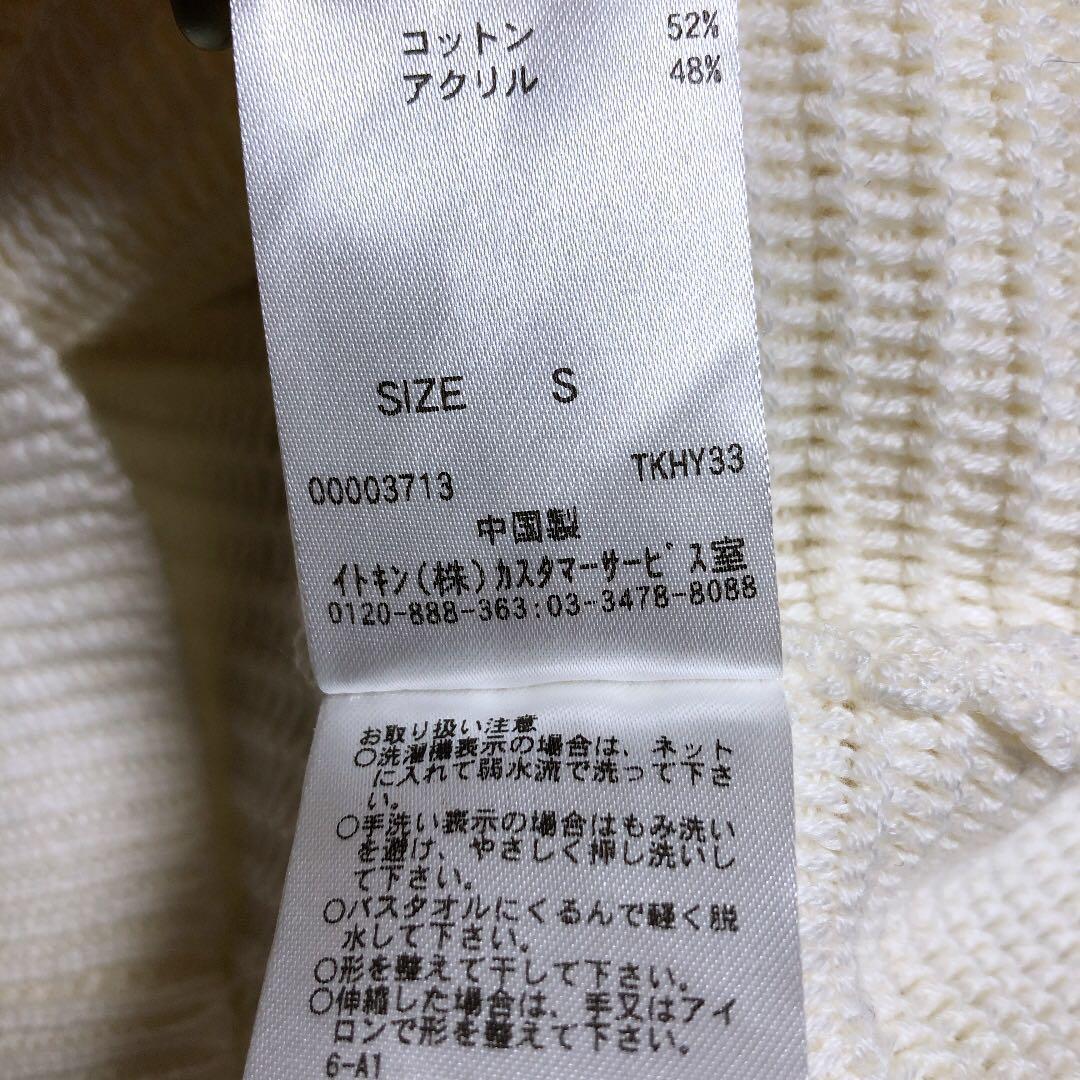 コットン 52%
アクリル 48%
SIZE S
00003713 TKHY33
中国製
イトキン(株)カスタマーサービス室
0120-888-363:03-3478-8088
お取り扱い注意
○洗濯機表示の場合は、ネット
に入れて弱水流で洗って下さ
い。
○手洗い表示の場合はもみ洗い
を避け、やさしく押し洗いし
て下さい。
○バスタオルにくるんで軽く脱
水して下さい。
○形を整えて干して下さい。
○伸縮した場合は、手又はアイ
ロンで形を整えて下さい。
6-A1